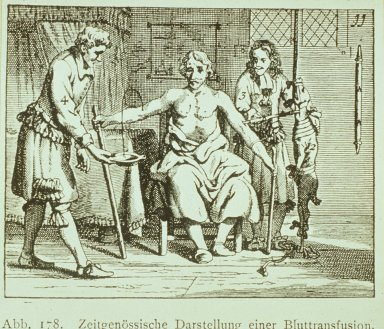 Abb. 178. Zeitgenössische Darstellung einer Bluttransfusion.